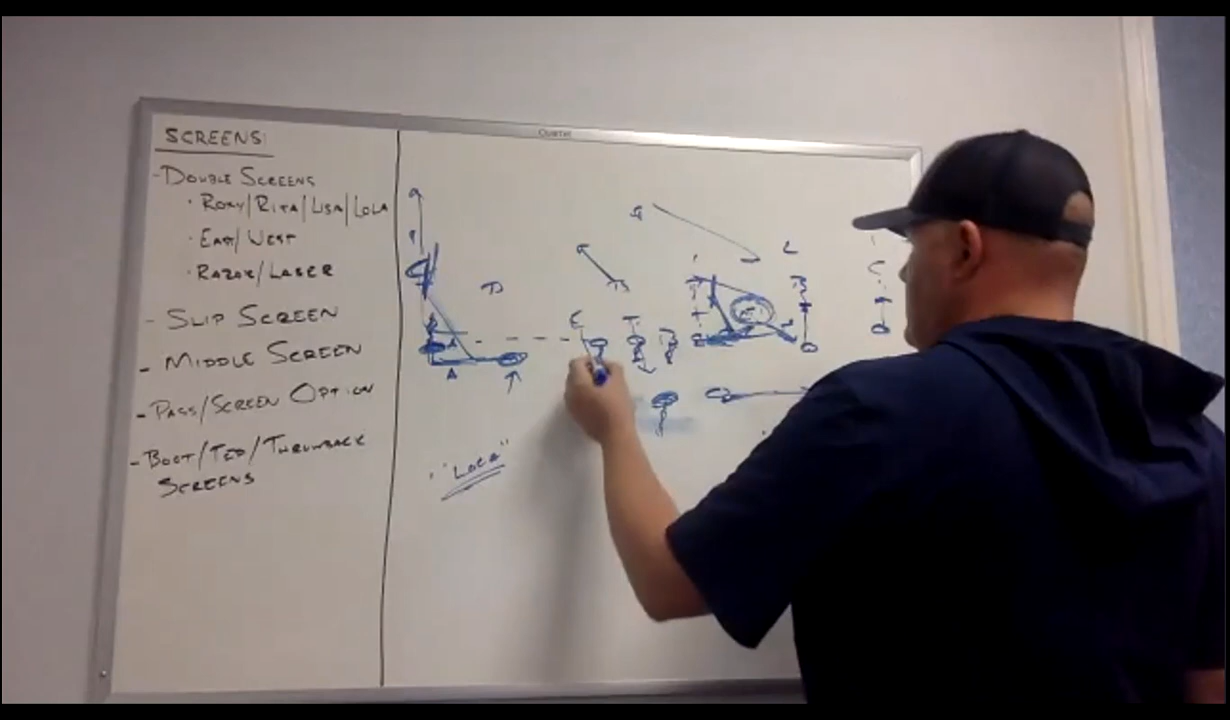 Quartet
SCREENS:
- DOUBLE SCREENS
· ROXY/RITA/LISA/LOLA
· EAST/WEST
· RAZOR/LASER
- SLIP SCREEN
- MIDDLE SCREEN
- PASS/SCREEN OPTION
- BOOT/TED/THROWBACK
SCREENS
· "LOLA"